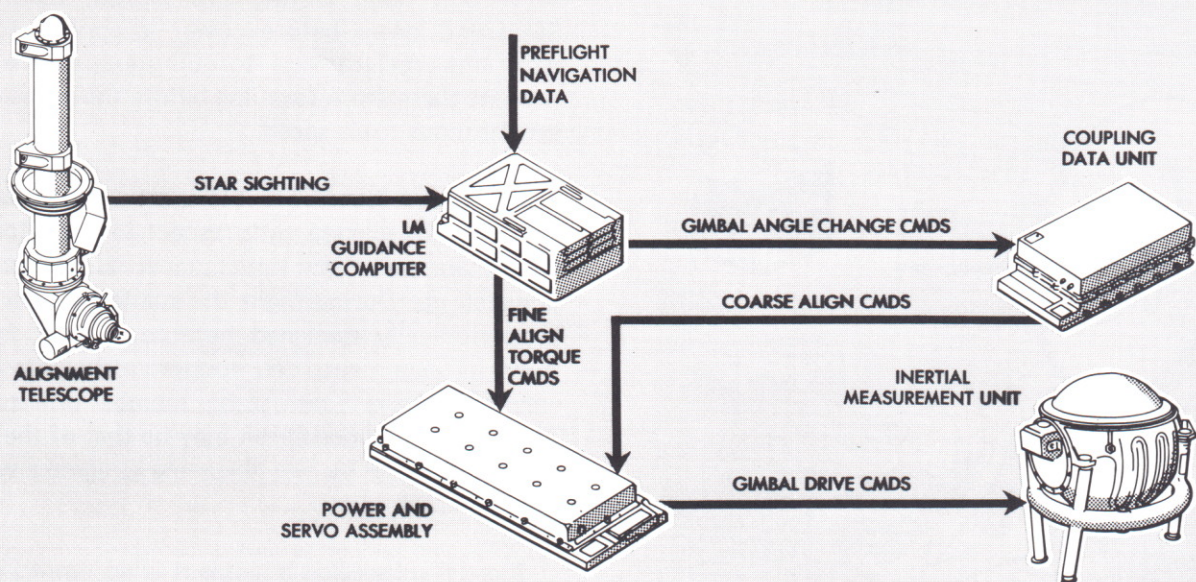 PREFLIGHT
NAVIGATION
DATA
COUPLING
DATA UNIT
STAR SIGHTING
LM
GUIDANCE
COMPUTER
GIMBAL ANGLE CHANGE CMDS
COARSE ALIGN CMDS
FINE
ALIGN
TORQUE
CMDS
ALIGNMENT
TELESCOPE
INERTIAL
MEASUREMENT UNIT
GIMBAL DRIVE CMDS
POWER AND
SERVO ASSEMBLY